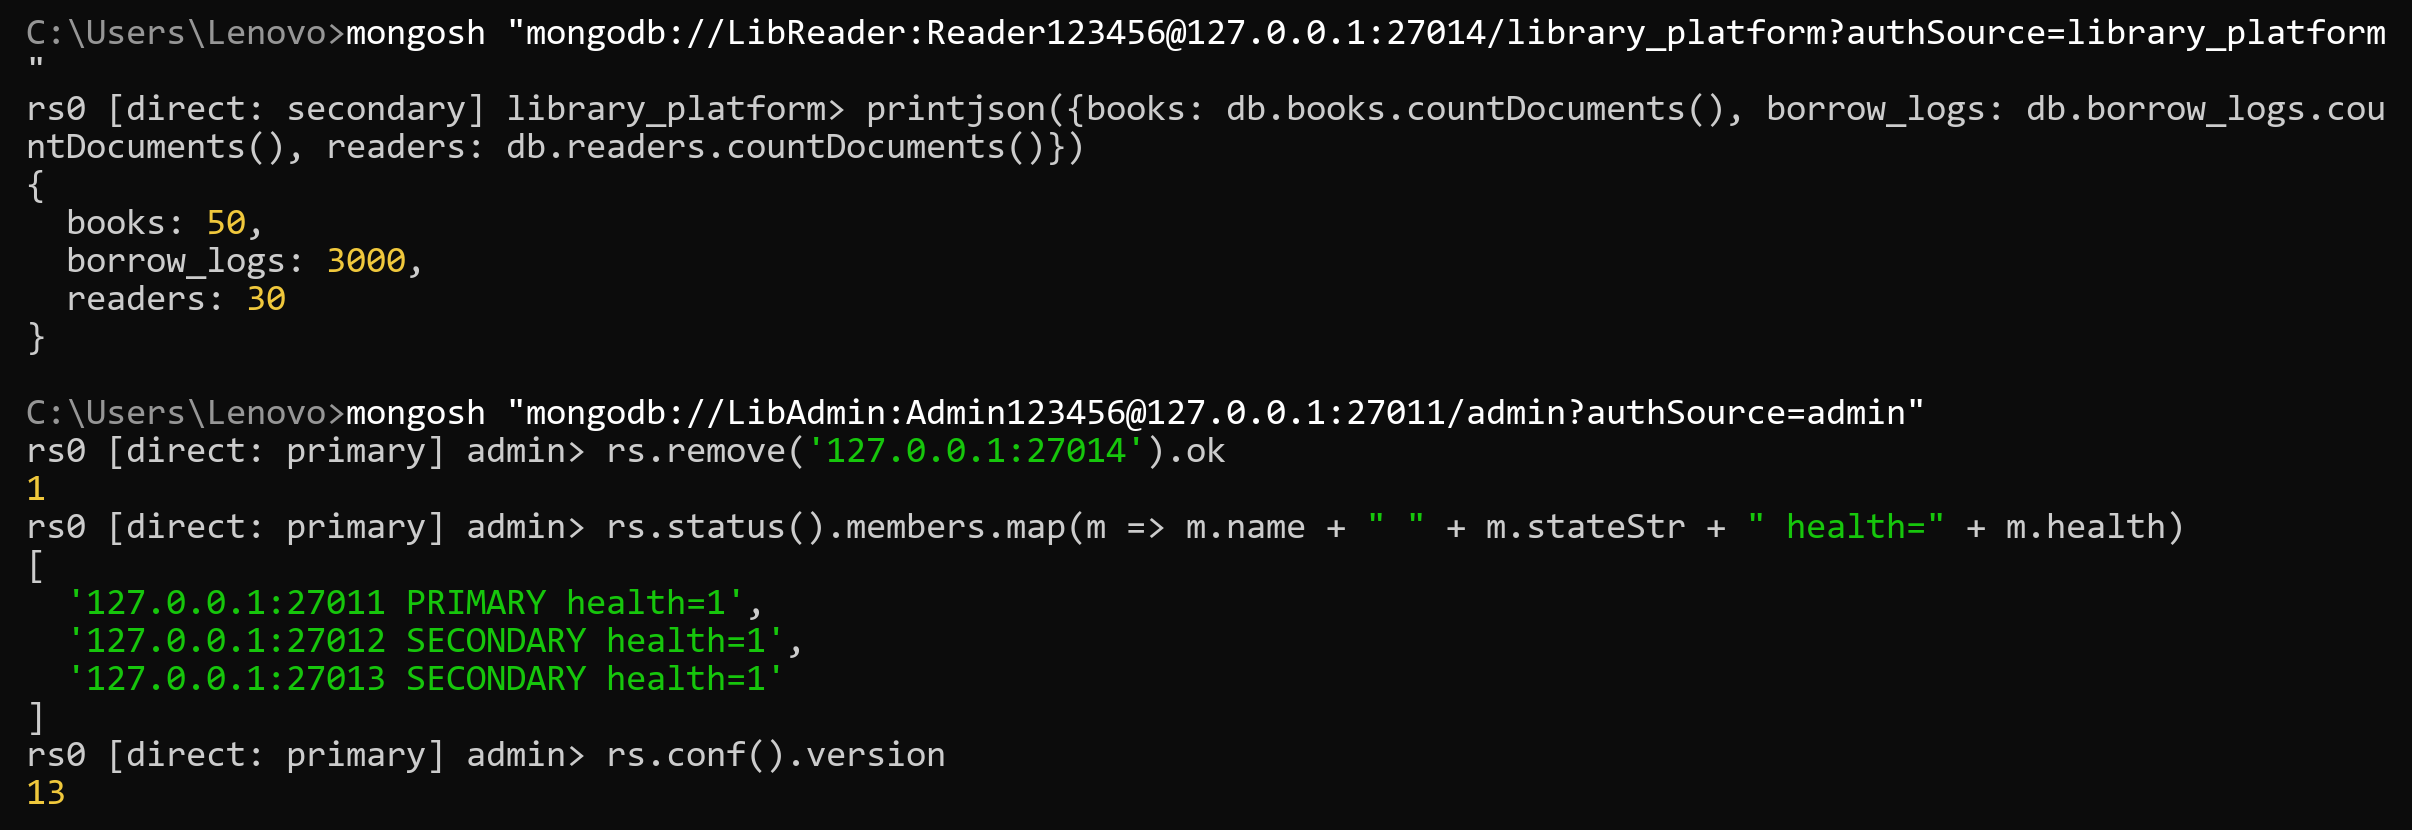 C:\Users\Lenovo>mongosh "mongodb://LibReader:Reader123456@127.0.0.1:27014/library_platform?authSource=library_platform
"
rs0 [direct: secondary] library_platform> printjson({books: db.books.countDocuments(), borrow_logs: db.borrow_logs.cou
ntDocuments(), readers: db.readers.countDocuments()})
{
  books: 50,
  borrow_logs: 3000,
  readers: 30
}

C:\Users\Lenovo>mongosh "mongodb://LibAdmin:Admin123456@127.0.0.1:27011/admin?authSource=admin"
rs0 [direct: primary] admin> rs.remove('127.0.0.1:27014').ok
1
rs0 [direct: primary] admin> rs.status().members.map(m => m.name + " " + m.stateStr + " health=" + m.health)
[
  '127.0.0.1:27011 PRIMARY health=1',
  '127.0.0.1:27012 SECONDARY health=1',
  '127.0.0.1:27013 SECONDARY health=1'
]
rs0 [direct: primary] admin> rs.conf().version
13